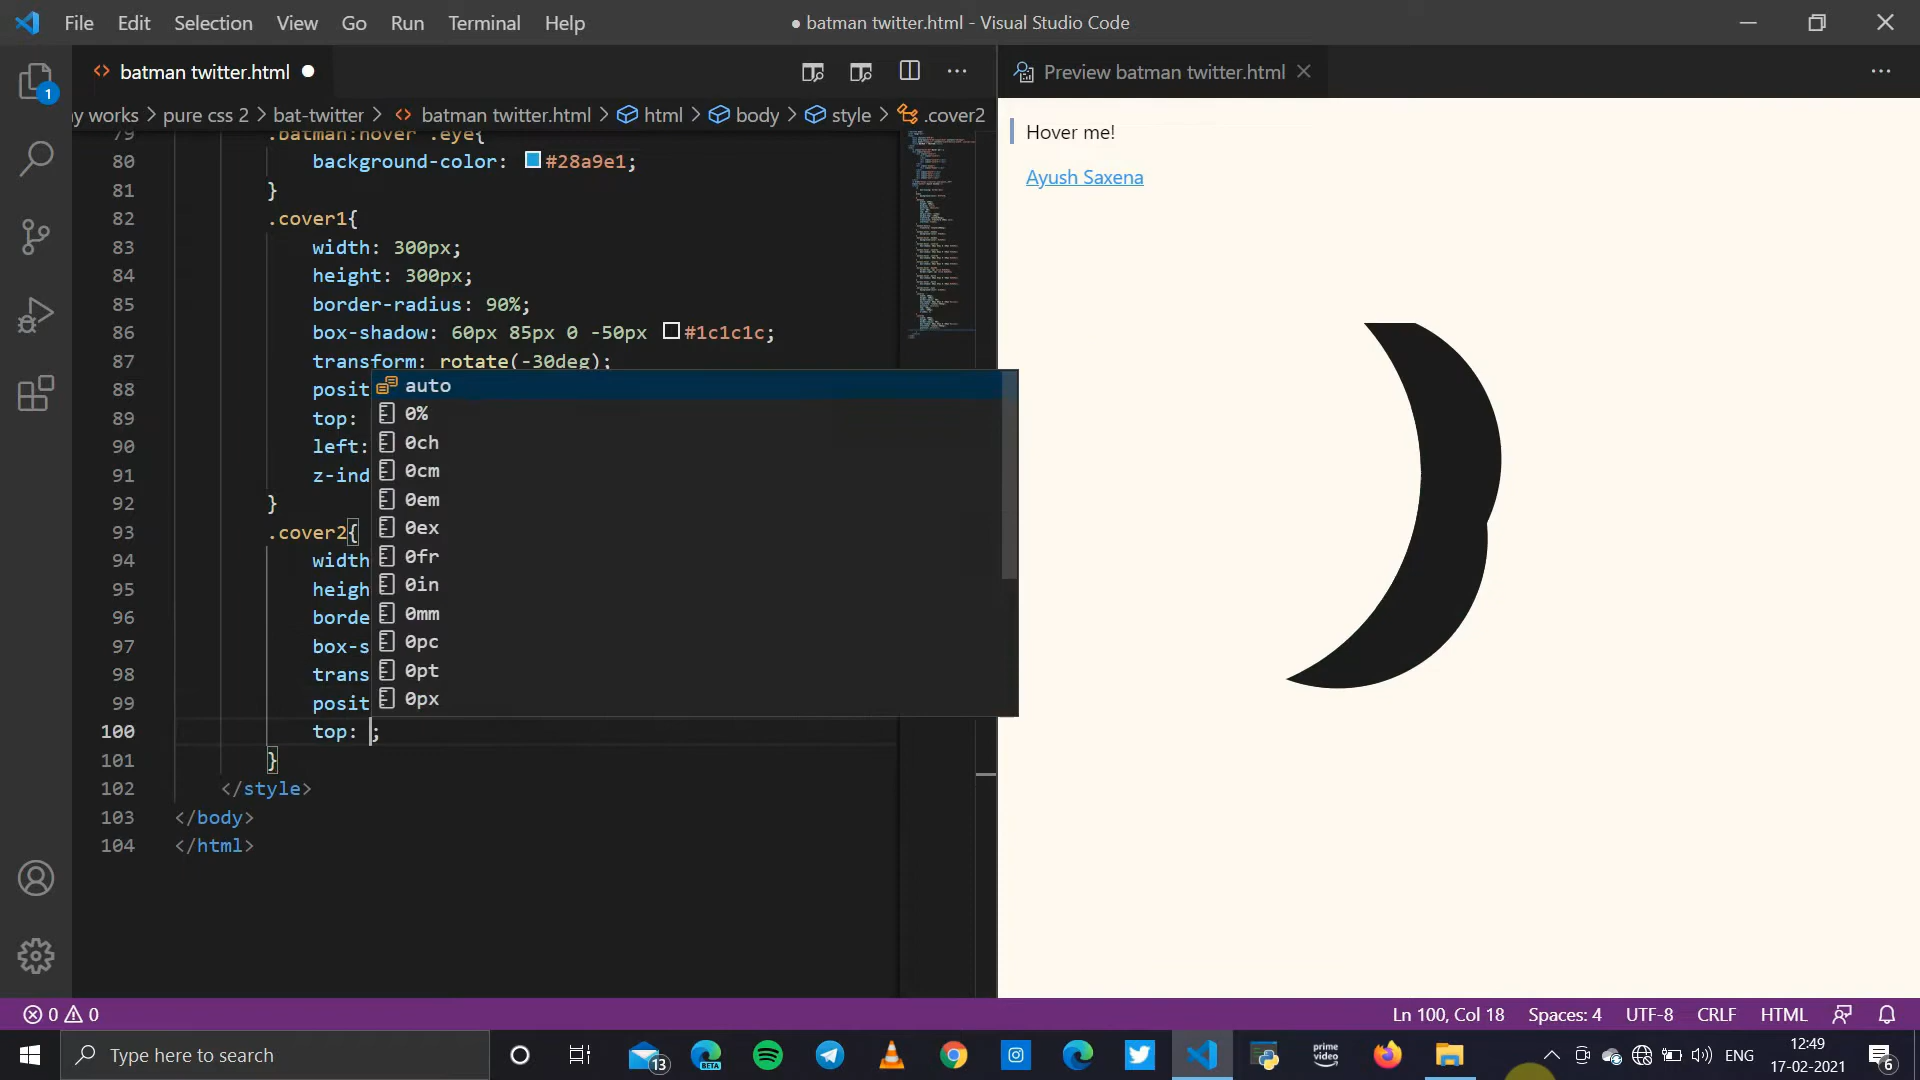 File Edit Selection View Go Run Terminal Help
● batman twitter.html - Visual Studio Code
batman twitter.html
Preview batman twitter.html
y works > pure css 2 > bat-twitter > batman twitter.html > html > body > style > .cover2
79 .batman:hover .eye{
80 background-color: #28a9e1;
81 }
82 .cover1{
83 width: 300px;
84 height: 300px;
85 border-radius: 90%;
86 box-shadow: 60px 85px 0 -50px #1c1c1c;
87 transform: rotate(-30deg);
88 posit
89 top:
90 left:
91 z-ind
92 }
93 .cover2{
94 width
95 heigh
96 borde
97 box-s
98 trans
99 posit
100 top: ;
101 }
102 </style>
103 </body>
104 </html>
auto
0%
0ch
0cm
0em
0ex
0fr
0in
0mm
0pc
0pt
0px
Hover me!
Ayush Saxena
1
0 0
Ln 100, Col 18 Spaces: 4 UTF-8 CRLF HTML
Type here to search
13
BETA
prime video
ENG
12:49
17-02-2021
6